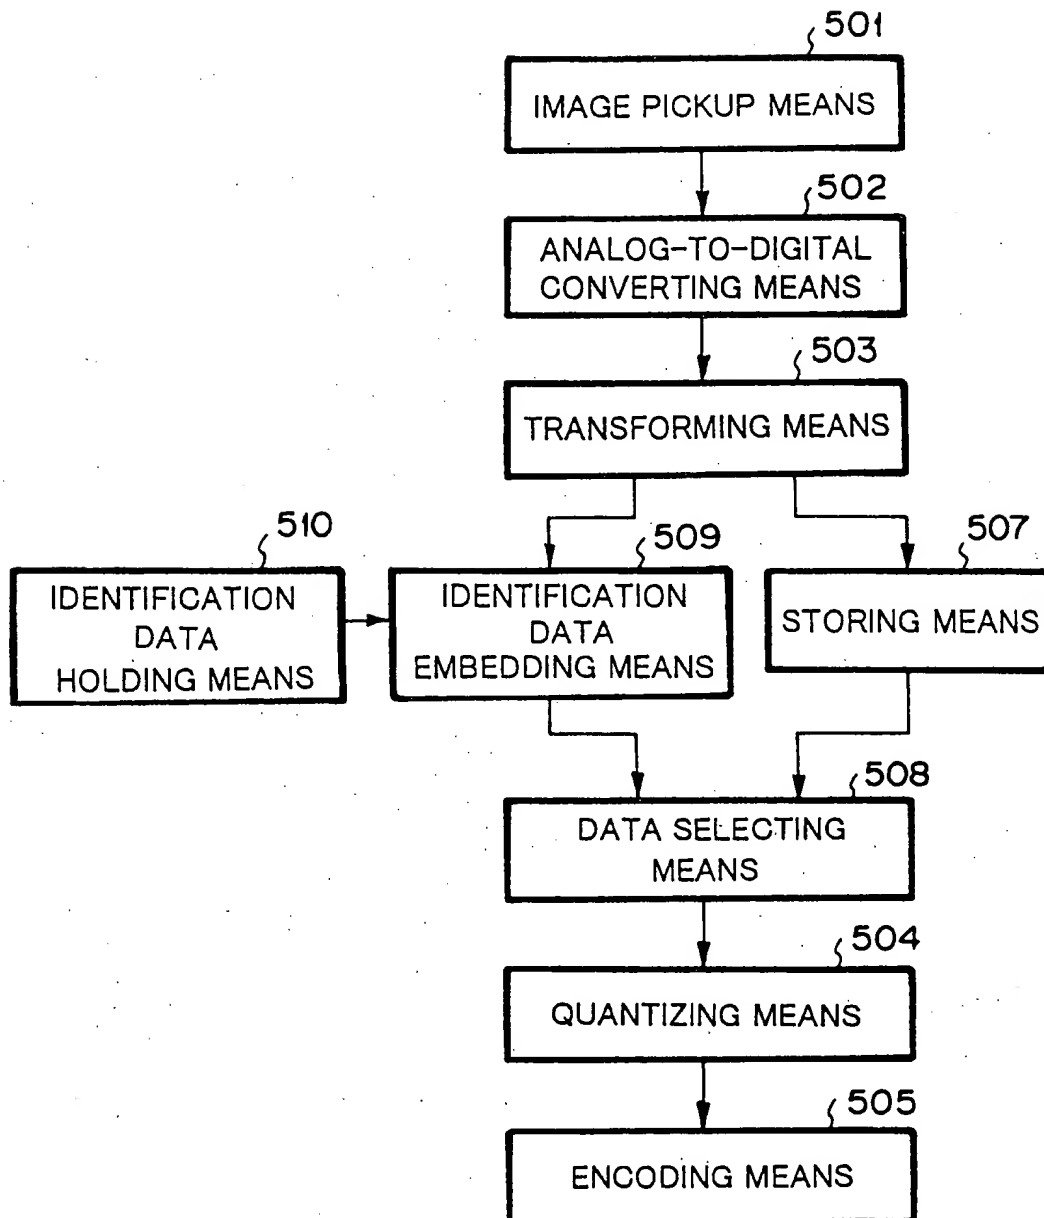 501
IMAGE PICKUP MEANS
502
ANALOG-TO-DIGITAL
CONVERTING MEANS
503
TRANSFORMING MEANS
510
IDENTIFICATION
DATA
HOLDING MEANS
509
IDENTIFICATION
DATA
EMBEDDING MEANS
507
STORING MEANS
508
DATA SELECTING
MEANS
504
QUANTIZING MEANS
505
ENCODING MEANS